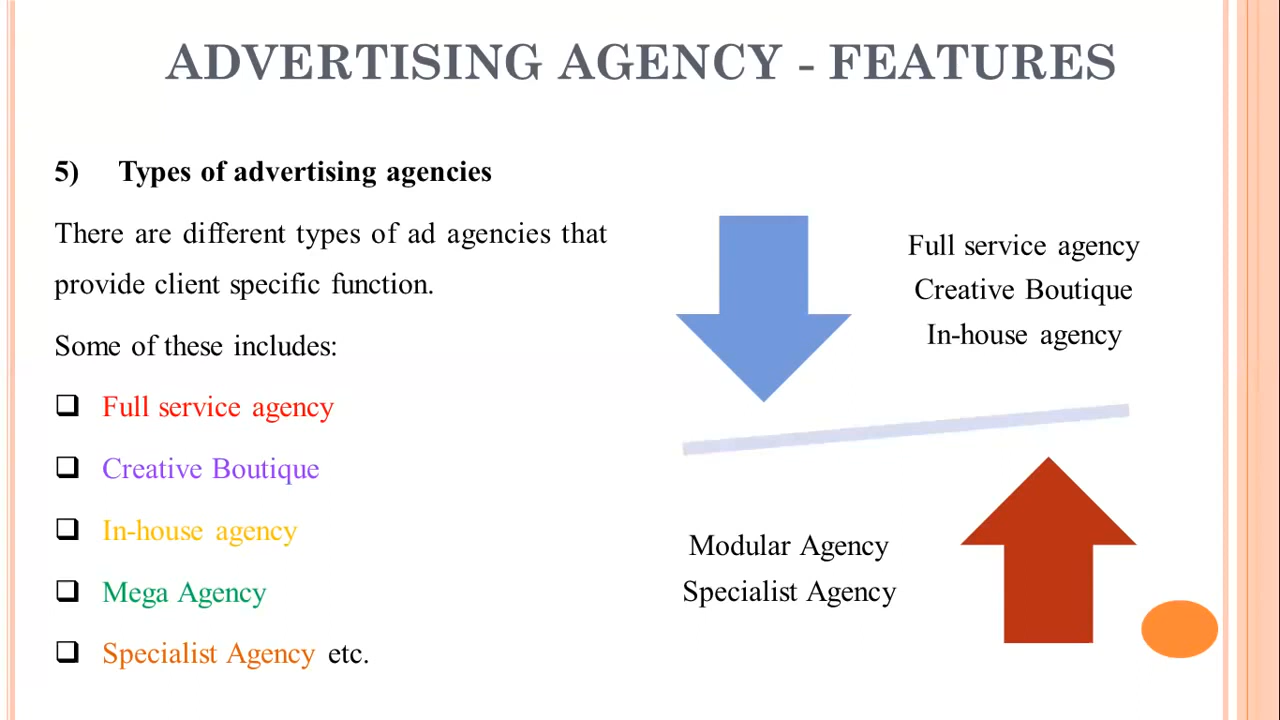 ADVERTISING AGENCY - FEATURES
5) Types of advertising agencies
There are different types of ad agencies that
provide client specific function.
Some of these includes:
Full service agency
Creative Boutique
In-house agency
Mega Agency
Specialist Agency etc.
Full service agency
Creative Boutique
In-house agency
Modular Agency
Specialist Agency